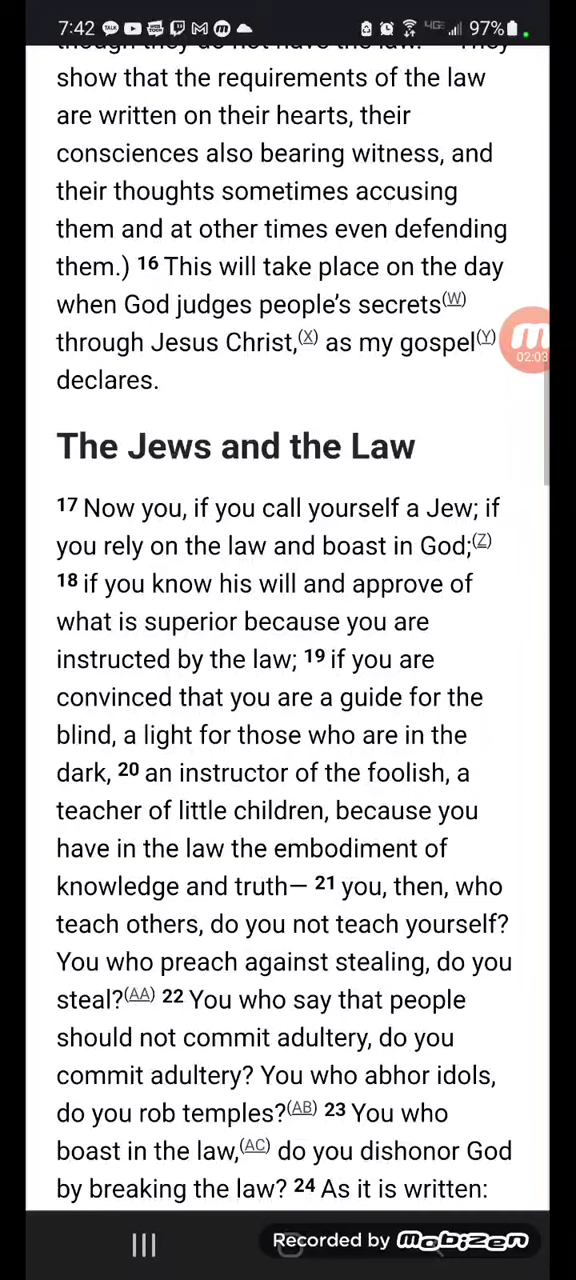 7:42 97%
though they do not have the law. They
show that the requirements of the law
are written on their hearts, their
consciences also bearing witness, and
their thoughts sometimes accusing
them and at other times even defending
them.) 16 This will take place on the day
when God judges people’s secrets(W)
through Jesus Christ,(X) as my gospel(Y)
declares.
02:03
The Jews and the Law
17 Now you, if you call yourself a Jew; if
you rely on the law and boast in God;(Z)
18 if you know his will and approve of
what is superior because you are
instructed by the law; 19 if you are
convinced that you are a guide for the
blind, a light for those who are in the
dark, 20 an instructor of the foolish, a
teacher of little children, because you
have in the law the embodiment of
knowledge and truth— 21 you, then, who
teach others, do you not teach yourself?
You who preach against stealing, do you
steal?(AA) 22 You who say that people
should not commit adultery, do you
commit adultery? You who abhor idols,
do you rob temples?(AB) 23 You who
boast in the law,(AC) do you dishonor God
by breaking the law? 24 As it is written:
Recorded by Mobizen